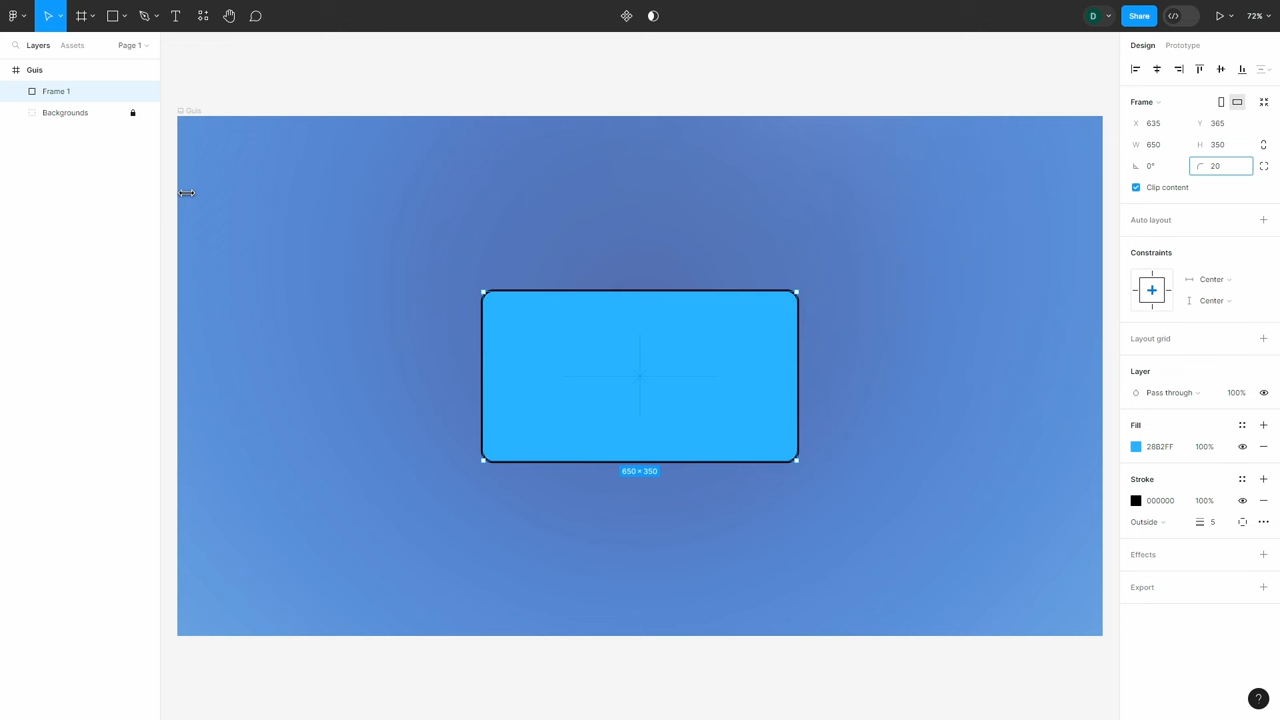 D
Share
72%
Layers Assets Page 1
Design Prototype
Guis
Frame 1
Backgrounds
Guis
650 × 350
Frame
X 635 Y 365
W 650 H 350
0° 20
Clip content
Auto layout
Constraints
Center
Center
Layout grid
Layer
Pass through 100%
Fill
28B2FF 100%
Stroke
000000 100%
Outside 5
Effects
Export
?